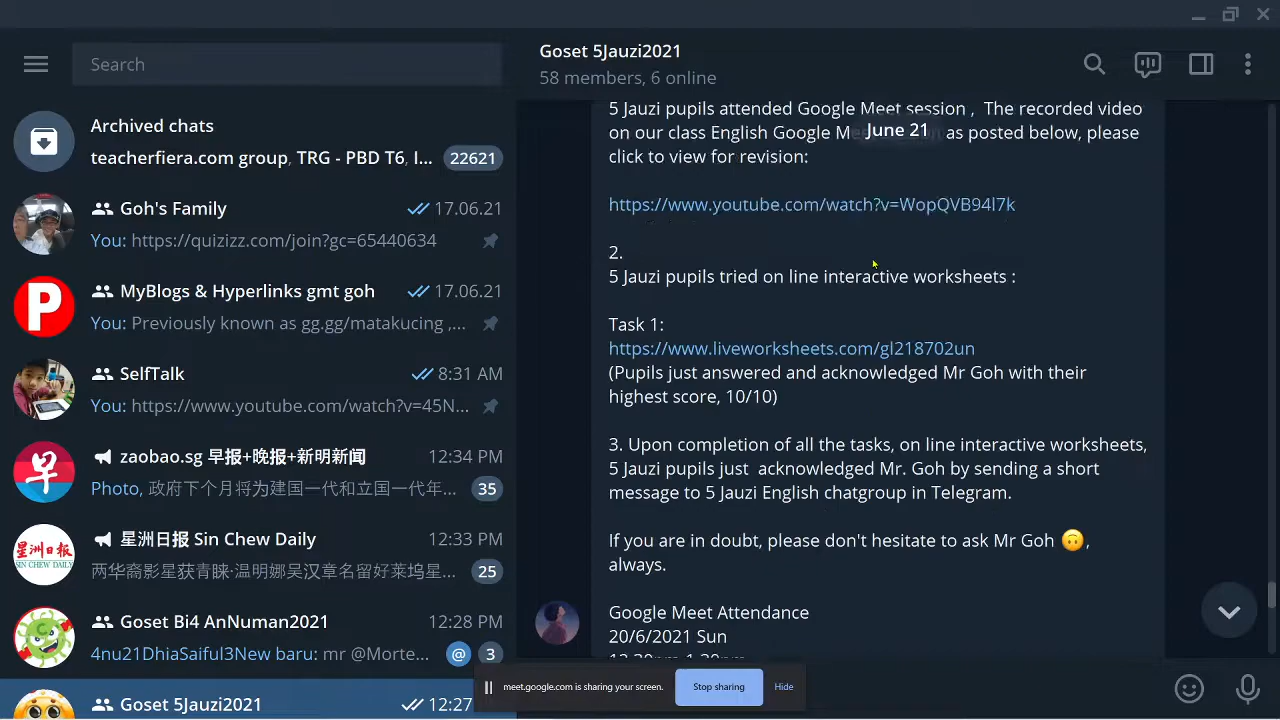 Search
Archived chats
teacherfiera.com group, TRG - PBD T6, I... 22621
Goh's Family 17.06.21
You: https://quizizz.com/join?gc=65440634
MyBlogs & Hyperlinks gmt goh 17.06.21
You: Previously known as gg.gg/matakucing ,...
SelfTalk 8:31 AM
You: https://www.youtube.com/watch?v=45N...
zaobao.sg 早报+晚报+新明新闻 12:34 PM
Photo, 政府下个月将为建国一代和立国一代年... 35
星洲日报 Sin Chew Daily 12:33 PM
两华裔影星获青睐·温明娜吴汉章名留好莱坞星... 25
Goset Bi4 AnNuman2021 12:28 PM
4nu21DhiaSaiful3New baru: mr @Morte... @ 3
Goset 5Jauzi2021 12:27
Goset 5Jauzi2021
58 members, 6 online
5 Jauzi pupils attended Google Meet session , The recorded video
on our class English Google as posted below, please
June 21
click to view for revision:
https://www.youtube.com/watch?v=WopQVB94l7k
2.
5 Jauzi pupils tried on line interactive worksheets :
Task 1:
https://www.liveworksheets.com/gl218702un
(Pupils just answered and acknowledged Mr Goh with their
highest score, 10/10)
3. Upon completion of all the tasks, on line interactive worksheets,
5 Jauzi pupils just acknowledged Mr. Goh by sending a short
message to 5 Jauzi English chatgroup in Telegram.
If you are in doubt, please don't hesitate to ask Mr Goh 🙃,
always.
Google Meet Attendance
20/6/2021 Sun
meet.google.com is sharing your screen. Stop sharing Hide
早
星洲日报
SIN CHEW DAILY
P